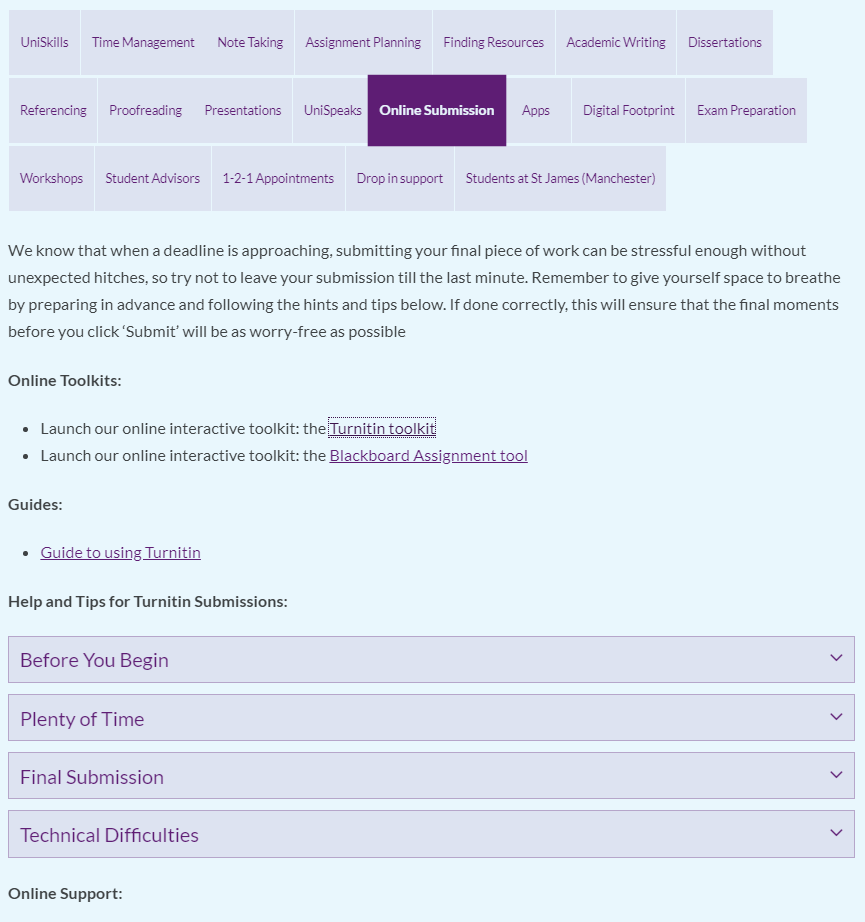 UniSkills Time Management Note Taking Assignment Planning Finding Resources Academic Writing Dissertations
Referencing Proofreading Presentations UniSpeaks Online Submission Apps Digital Footprint Exam Preparation
Workshops Student Advisors 1-2-1 Appointments Drop in support Students at St James (Manchester)
We know that when a deadline is approaching, submitting your final piece of work can be stressful enough without
unexpected hitches, so try not to leave your submission till the last minute. Remember to give yourself space to breathe
by preparing in advance and following the hints and tips below. If done correctly, this will ensure that the final moments
before you click ‘Submit’ will be as worry-free as possible
Online Toolkits:
• Launch our online interactive toolkit: the Turnitin toolkit
• Launch our online interactive toolkit: the Blackboard Assignment tool
Guides:
• Guide to using Turnitin
Help and Tips for Turnitin Submissions:
Before You Begin
Plenty of Time
Final Submission
Technical Difficulties
Online Support: